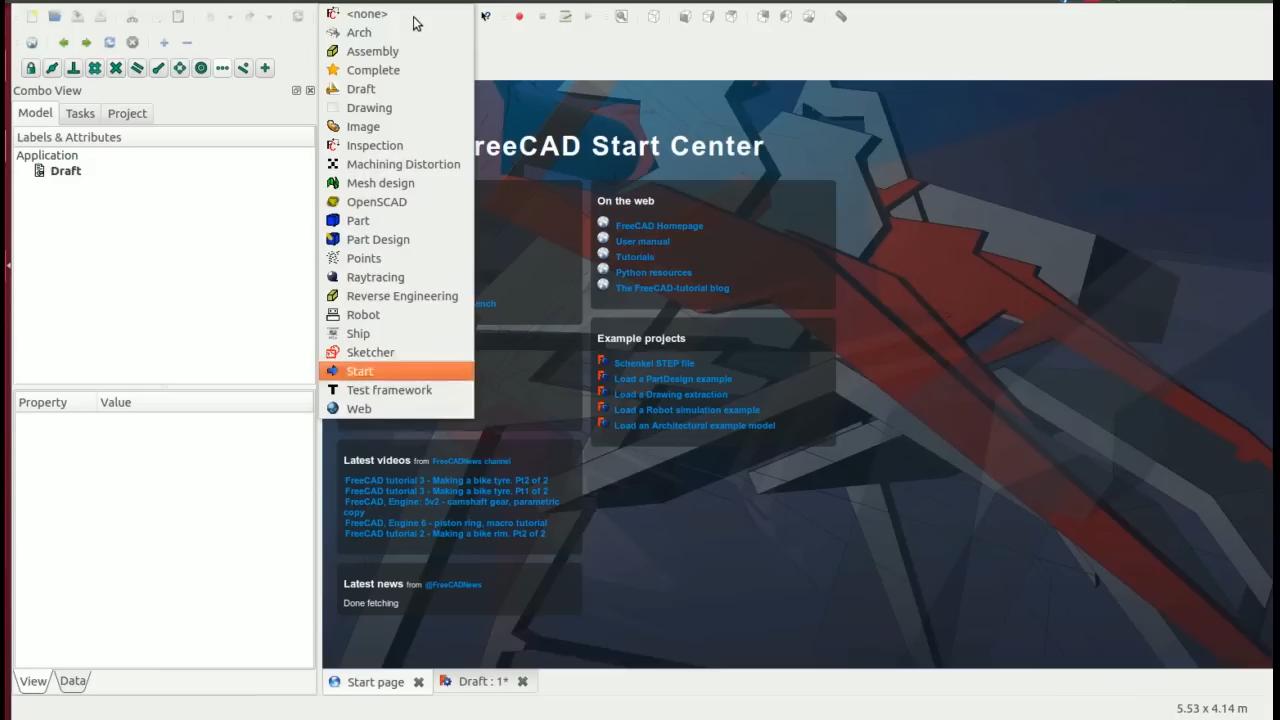 <none>
Arch
Assembly
Complete
Draft
Drawing
Image
Inspection
Machining Distortion
Mesh design
OpenSCAD
Part
Part Design
Points
Raytracing
Reverse Engineering
Robot
Ship
Sketcher
Start
Test framework
Web
Combo View
Model
Tasks
Project
Labels & Attributes
Application
Draft
Property
Value
View
Data
reeCAD Start Center
ench
On the web
FreeCAD Homepage
User manual
Tutorials
Python resources
The FreeCAD-tutorial blog
Example projects
Schenkel STEP file
Load a PartDesign example
Load a Drawing extraction
Load a Robot simulation example
Load an Architectural example model
Latest videos from FreeCADNews channel
FreeCAD tutorial 3 - Making a bike tyre. Pt2 of 2
FreeCAD tutorial 3 - Making a bike tyre. Pt1 of 2
FreeCAD, Engine: 5v2 - camshaft gear, parametric
copy
FreeCAD, Engine 6 - piston ring, macro tutorial
FreeCAD tutorial 2 - Making a bike rim. Pt2 of 2
Latest news from @FreeCADNews
Done fetching
Start page
Draft : 1*
5.53 x 4.14 m